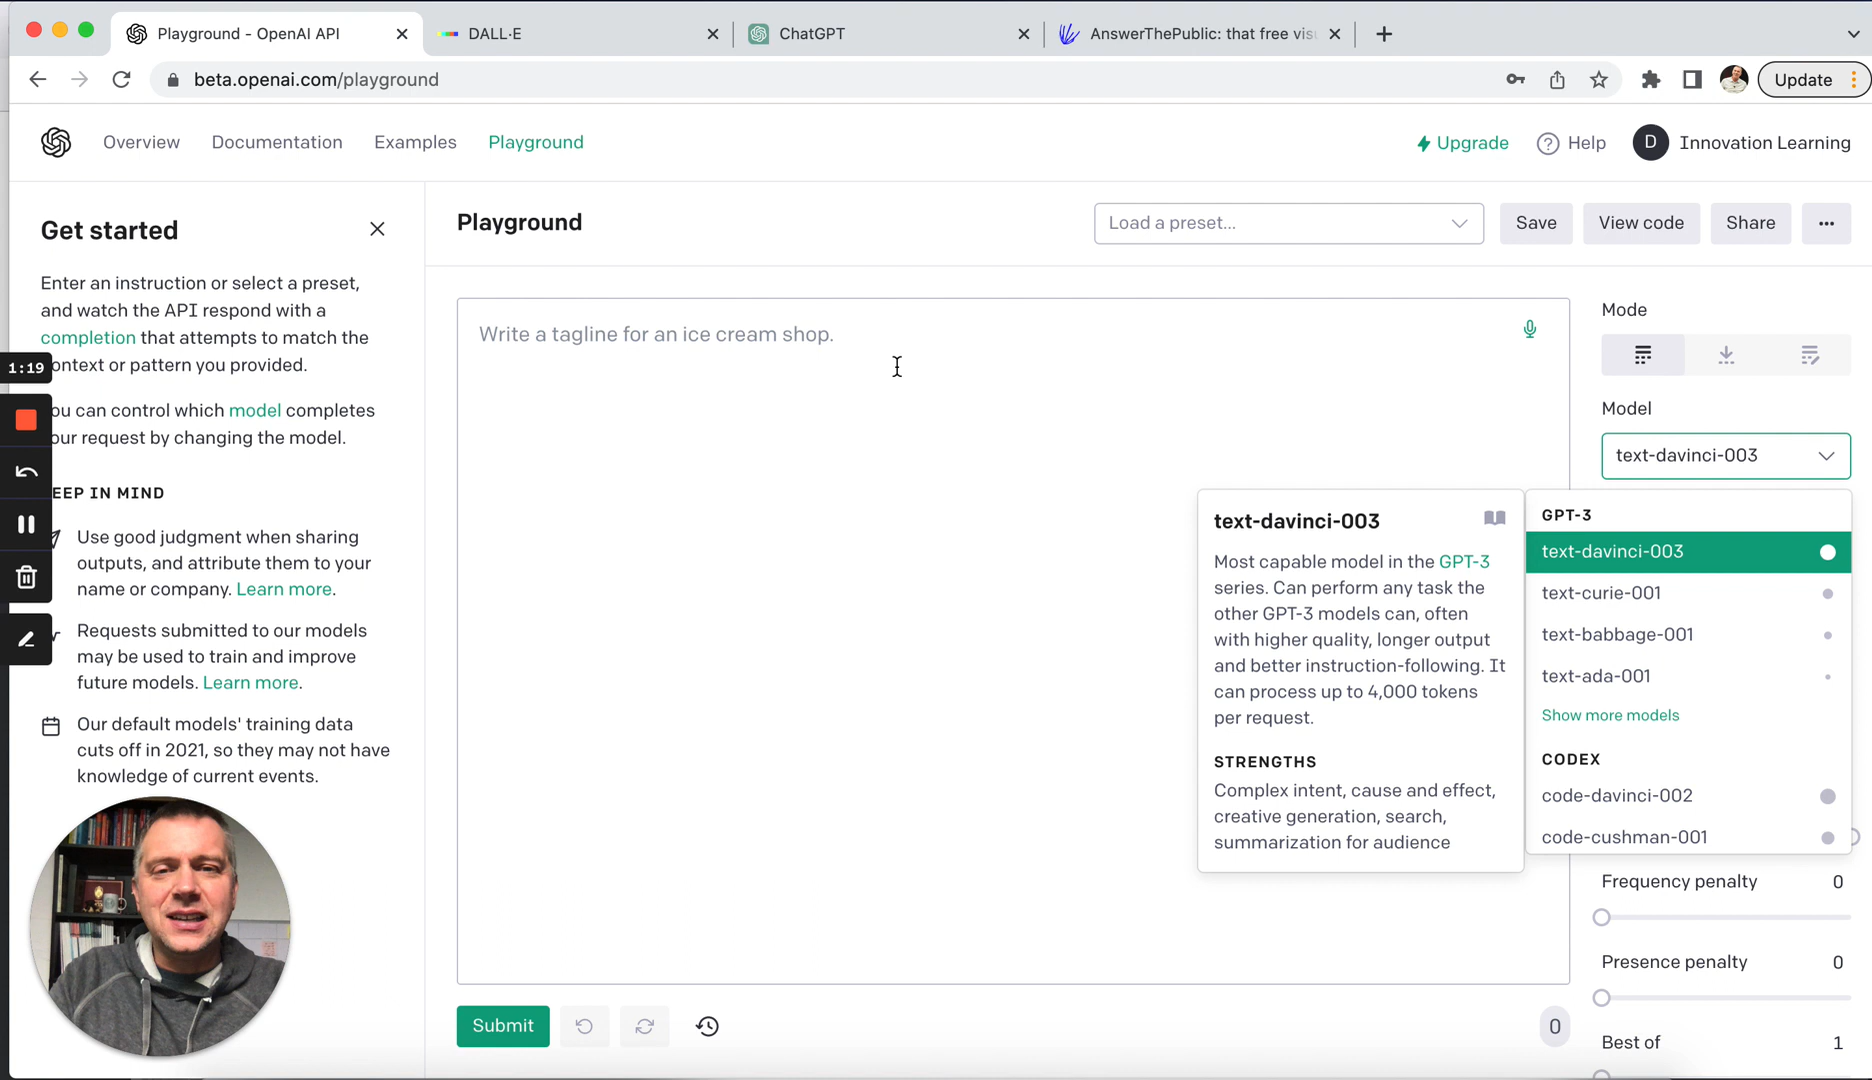 Playground - OpenAI API
DALL·E
ChatGPT
AnswerThePublic: that free vis
beta.openai.com/playground
Update
Overview
Documentation
Examples
Playground
Upgrade
Help
D
Innovation Learning
Get started
Enter an instruction or select a preset,
and watch the API respond with a
completion that attempts to match the
ontext or pattern you provided.
ou can control which model completes
our request by changing the model.
EEP IN MIND
Use good judgment when sharing
outputs, and attribute them to your
name or company. Learn more.
Requests submitted to our models
may be used to train and improve
future models. Learn more.
Our default models' training data
cuts off in 2021, so they may not have
knowledge of current events.
1:19
Playground
Load a preset...
Save
View code
Share
Write a tagline for an ice cream shop.
Mode
Model
text-davinci-003
text-davinci-003
Most capable model in the GPT-3
series. Can perform any task the
other GPT-3 models can, often
with higher quality, longer output
and better instruction-following. It
can process up to 4,000 tokens
per request.
STRENGTHS
Complex intent, cause and effect,
creative generation, search,
summarization for audience
GPT-3
text-davinci-003
text-curie-001
text-babbage-001
text-ada-001
Show more models
CODEX
code-davinci-002
code-cushman-001
Frequency penalty 0
Presence penalty 0
Best of 1
Submit
0